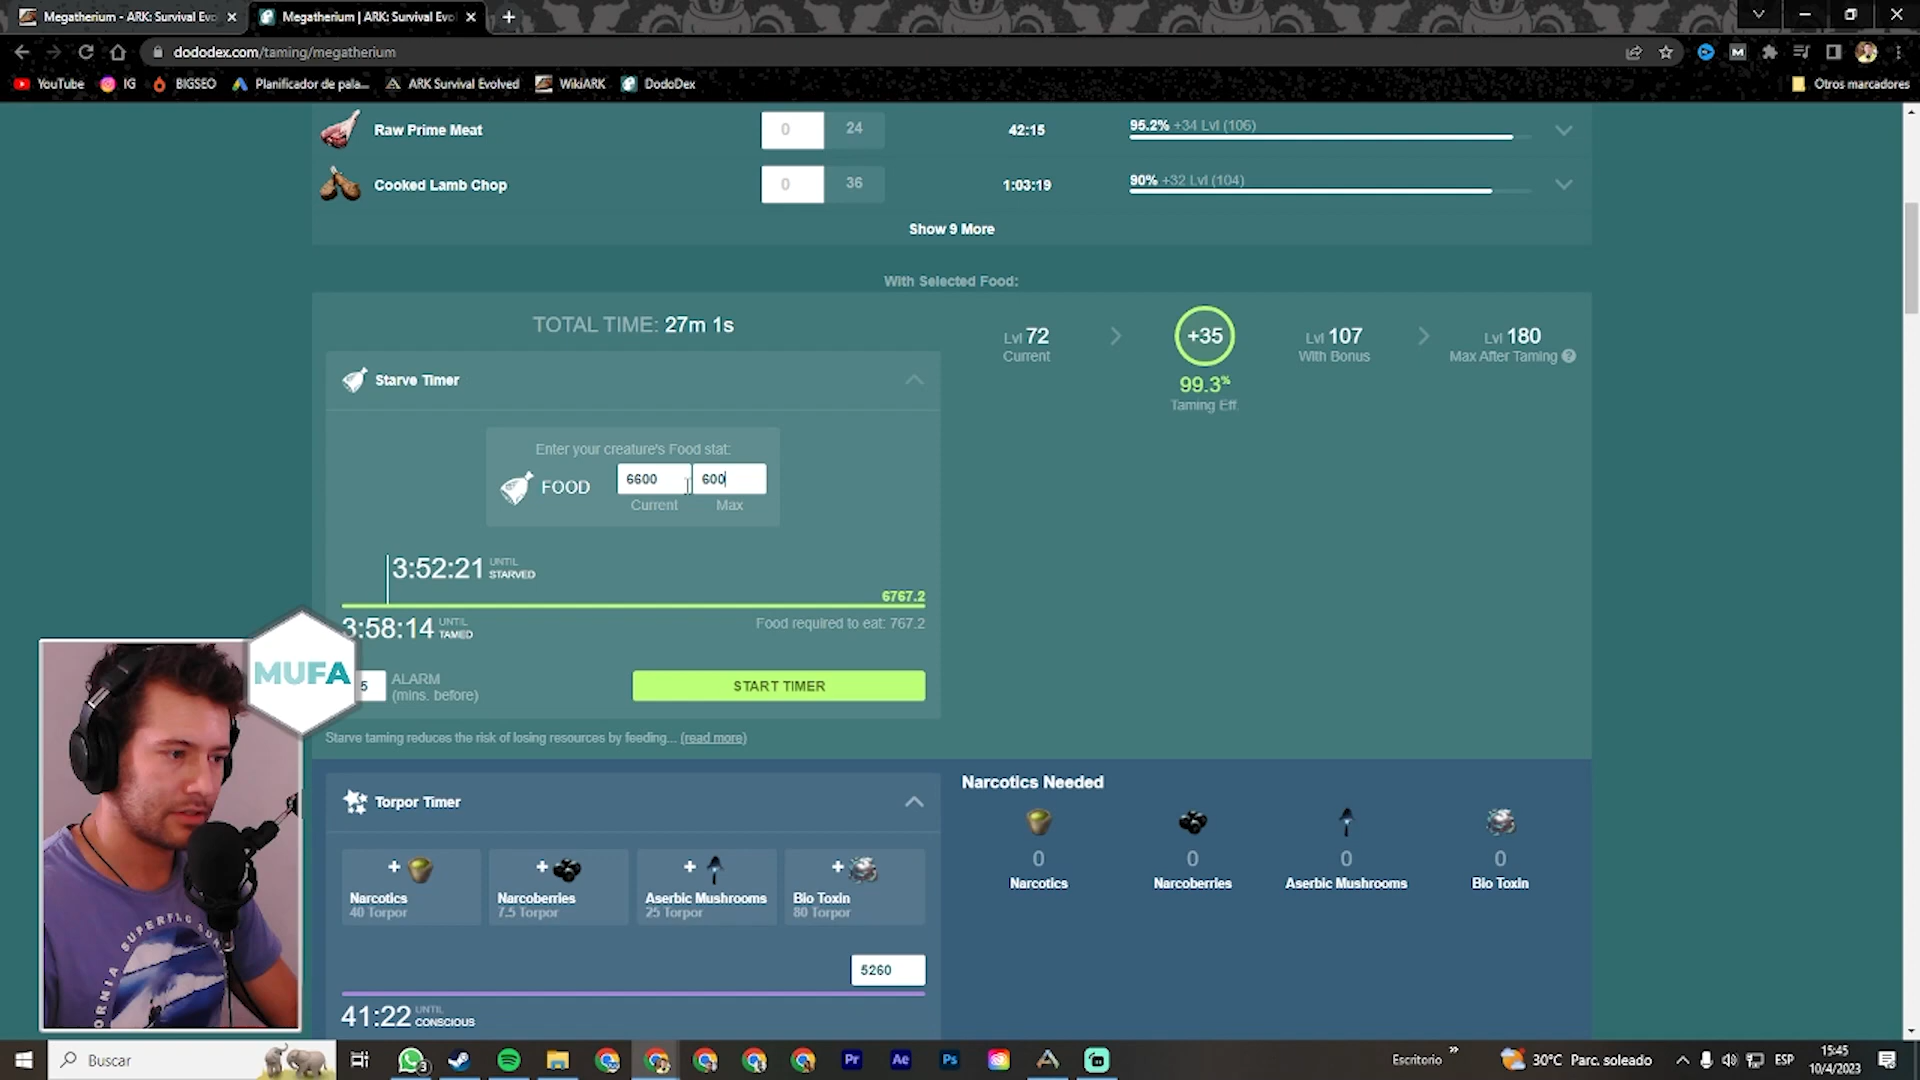 Megatherium - ARK: Survival Evo
Megatherium | ARK: Survival Evol
dododex.com/taming/megatherium
YouTube
IG
BIGSEO
Planificador de pala...
ARK Survival Evolved
WikiARK
DodoDex
Otros marcadores
Raw Prime Meat
0
24
42:15
95.2% +34 Lvl (106)
Cooked Lamb Chop
0
36
1:03:19
90% +32 Lvl (104)
Show 9 More
With Selected Food:
TOTAL TIME: 27m 1s
Lvl 72
Current
+35
99.3%
Taming Eff.
Lvl 107
With Bonus
Lvl 180
Max After Taming ?
Starve Timer
Enter your creature's Food stat:
FOOD
6600
600
Current
Max
3:52:21 UNTIL STARVED
6767.2
3:58:14 UNTIL TAMED
Food required to eat: 767.2
5
ALARM
(mins. before)
START TIMER
Starve taming reduces the risk of losing resources by feeding... (read more)
MUFA
Torpor Timer
+
Narcotics
40 Torpor
+
Narcoberries
7.5 Torpor
+
Aserbic Mushrooms
25 Torpor
+
Bio Toxin
80 Torpor
5260
41:22 UNTIL CONSCIOUS
Narcotics Needed
0
Narcotics
0
Narcoberries
0
Aserbic Mushrooms
0
Bio Toxin
Buscar
3
Pr
Ae
Ps
Escritorio
30°C Parc. soleado
ESP
15:45
10/4/2023